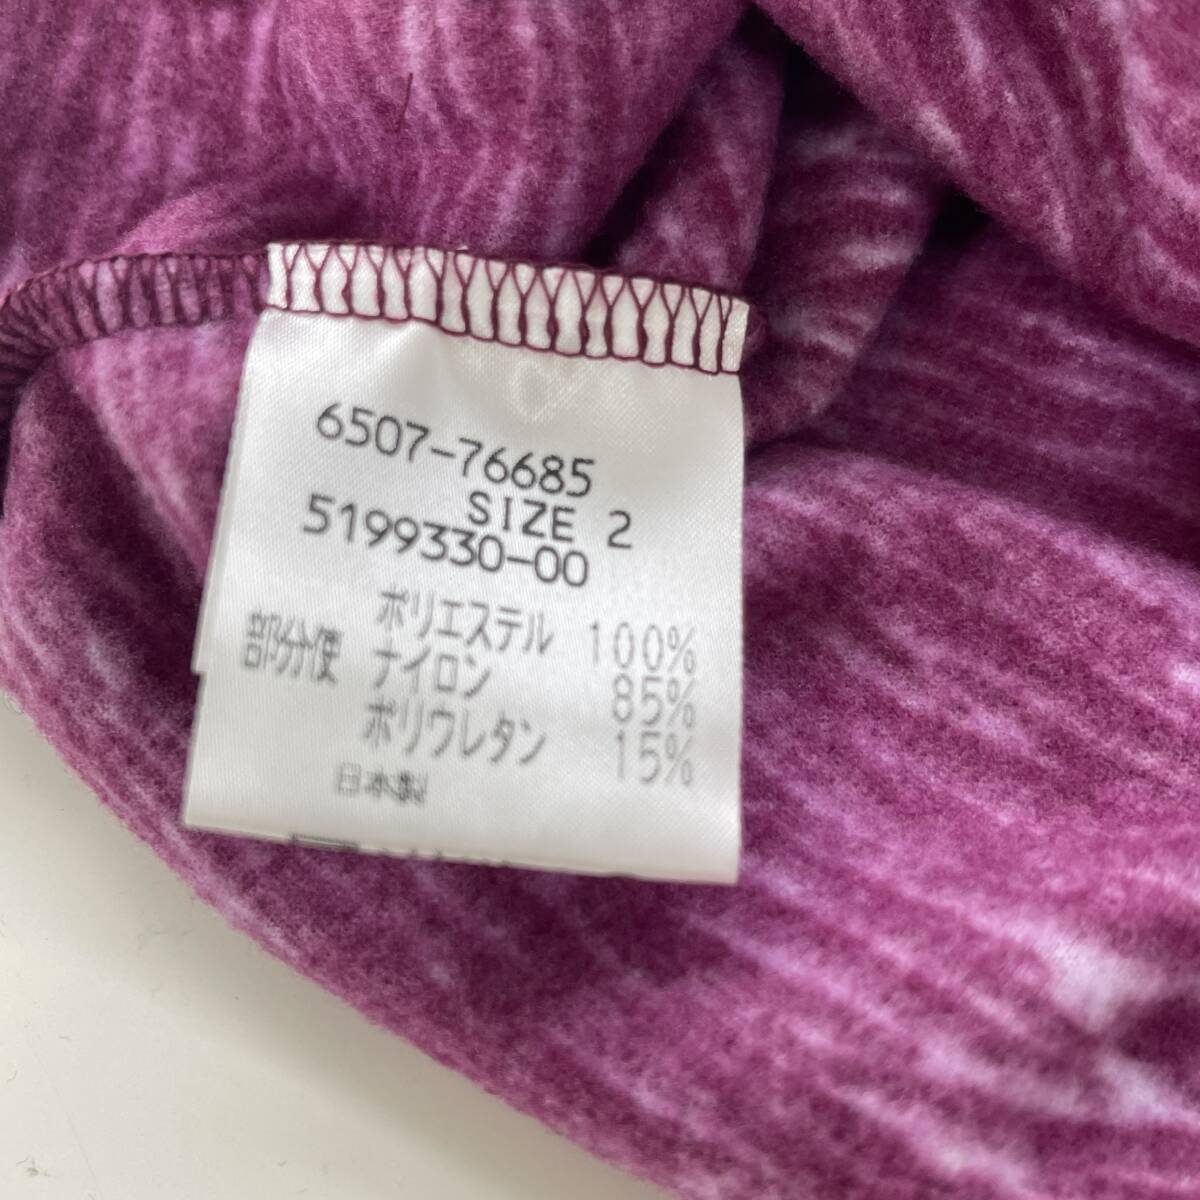 6507-76685
SIZE 2
5199330-00
ポリエステル 100%
部分使 ナイロン 85%
ポリウレタン 15%
日本製